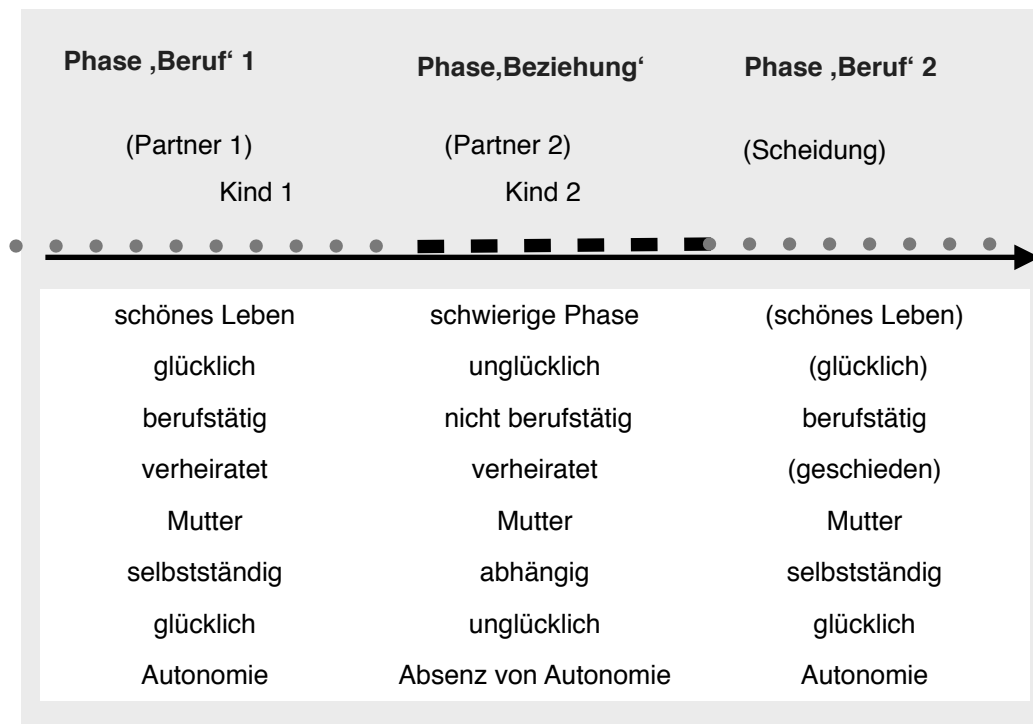 Phase ‚Beruf‘ 1 Phase‚Beziehung‘ Phase ‚Beruf‘ 2
(Partner 1) (Partner 2) (Scheidung)
Kind 1 Kind 2
schönes Leben schwierige Phase (schönes Leben)
glücklich unglücklich (glücklich)
berufstätig nicht berufstätig berufstätig
verheiratet verheiratet (geschieden)
Mutter Mutter Mutter
selbstständig abhängig selbstständig
glücklich unglücklich glücklich
Autonomie Absenz von Autonomie Autonomie